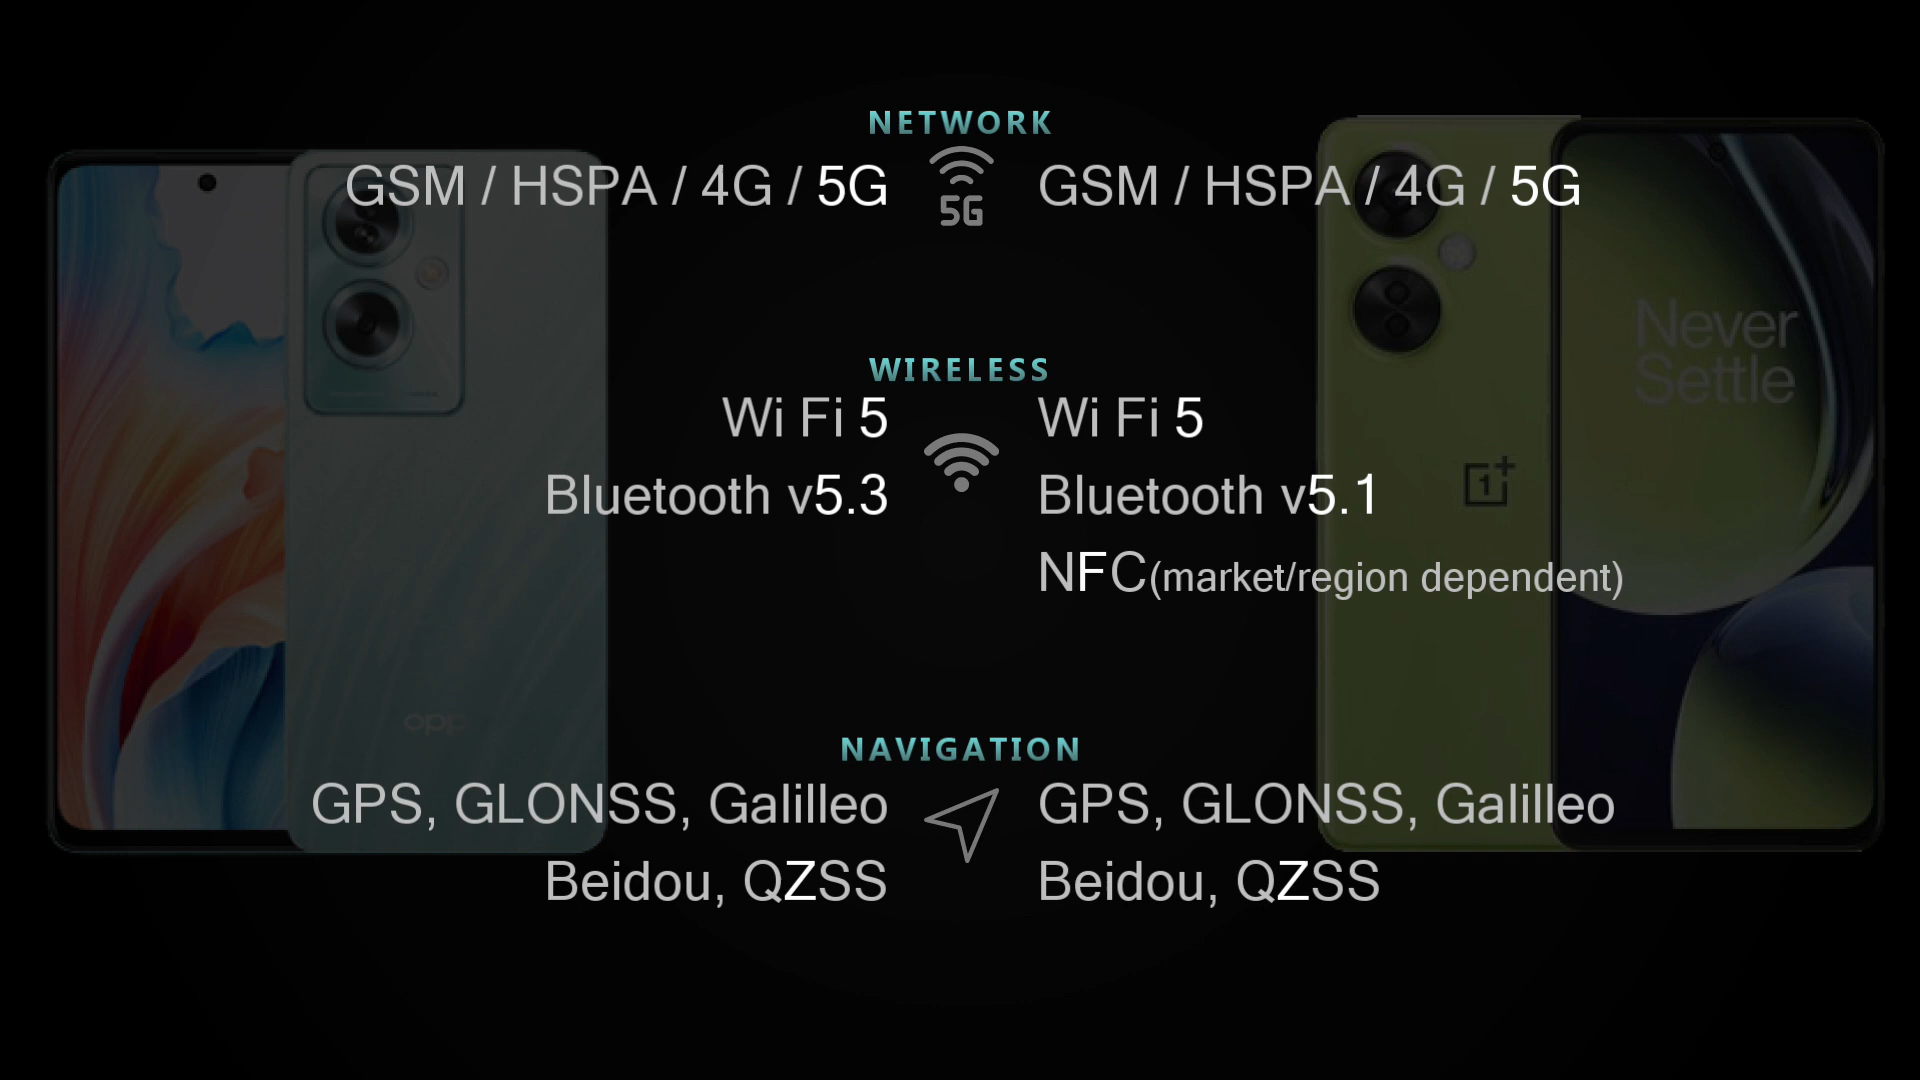 NETWORK
GSM / HSPA / 4G / 5G
5G
GSM / HSPA / 4G / 5G
WIRELESS
Wi Fi 5
Bluetooth v5.3
Wi Fi 5
Bluetooth v5.1
NFC(market/region dependent)
Never
Settle
1+
oppo
NAVIGATION
GPS, GLONSS, Galilleo
Beidou, QZSS
GPS, GLONSS, Galilleo
Beidou, QZSS